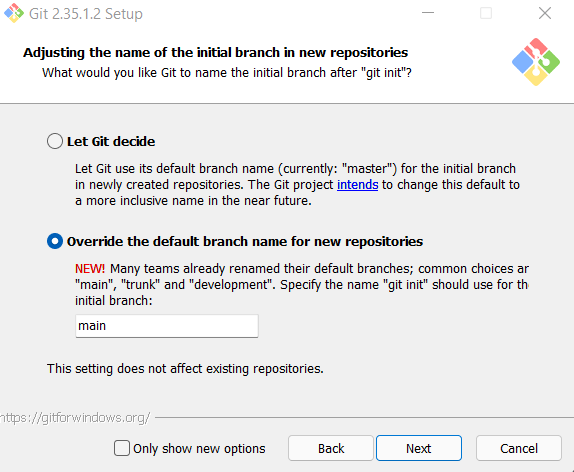 Git 2.35.1.2 Setup
Adjusting the name of the initial branch in new repositories
What would you like Git to name the initial branch after "git init"?
Let Git decide
Let Git use its default branch name (currently: "master") for the initial branch
in newly created repositories. The Git project intends to change this default to
a more inclusive name in the near future.
Override the default branch name for new repositories
NEW! Many teams already renamed their default branches; common choices ar
"main", "trunk" and "development". Specify the name "git init" should use for th
initial branch:
main
This setting does not affect existing repositories.
https://gitforwindows.org/
Only show new options
Back
Next
Cancel